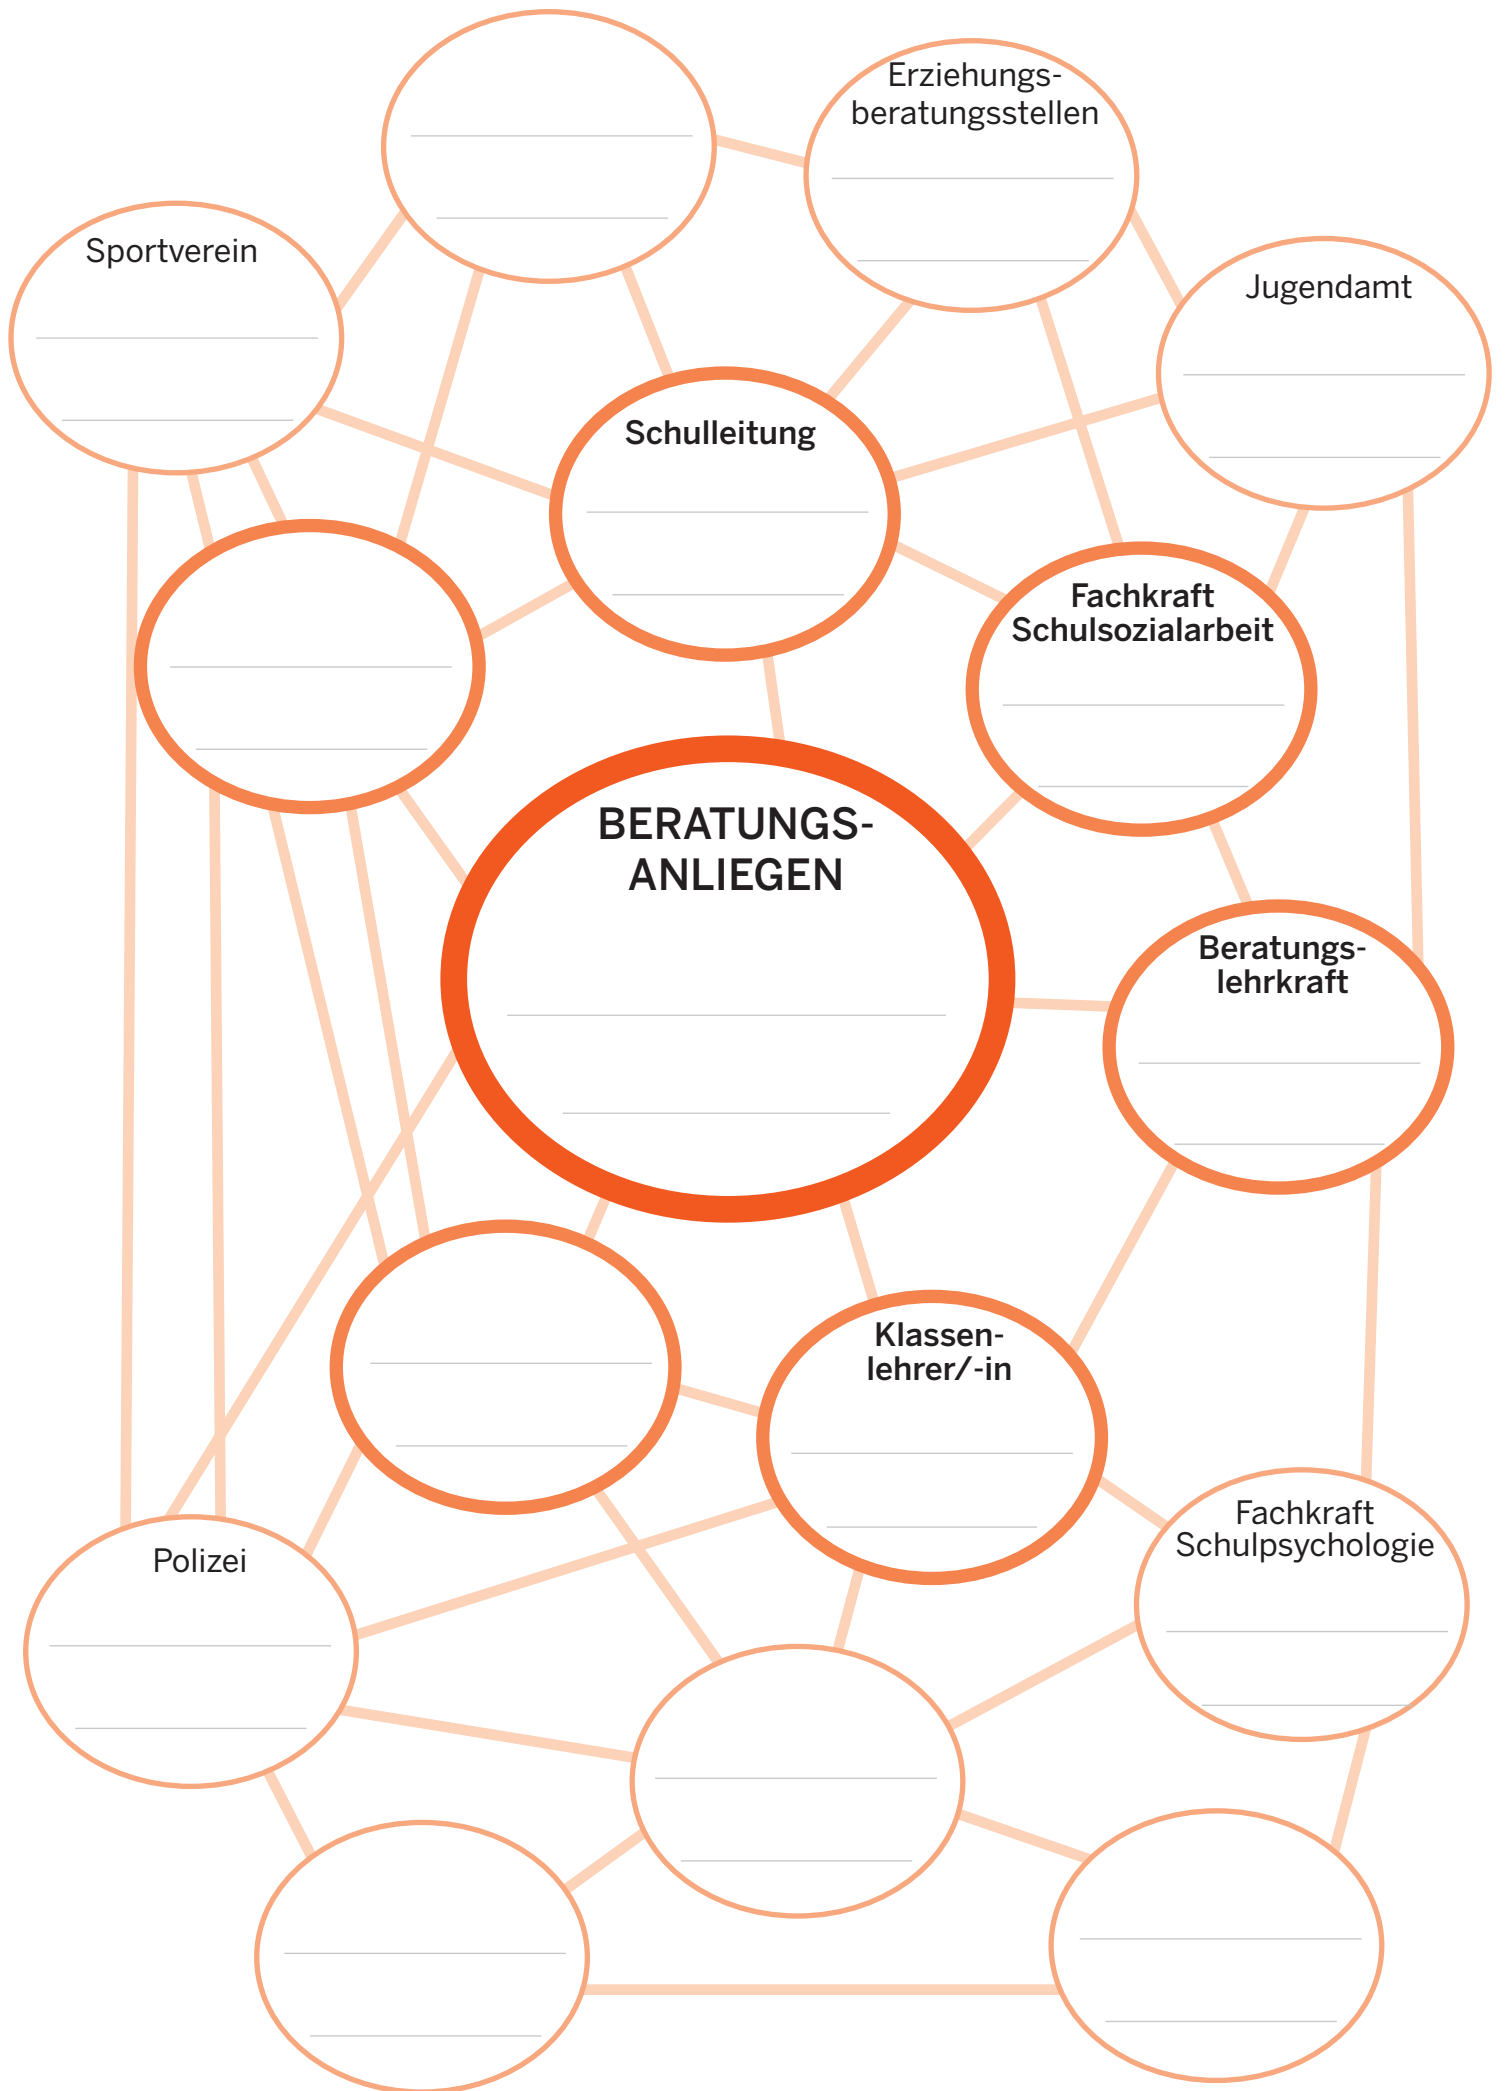 Erziehungs-
beratungsstellen
Sportverein
Jugendamt
Schulleitung
Fachkraft
Schulsozialarbeit
BERATUNGS-
ANLIEGEN
Beratungs-
lehrkraft
Klassen-
lehrer/-in
Fachkraft
Schulpsychologie
Polizei